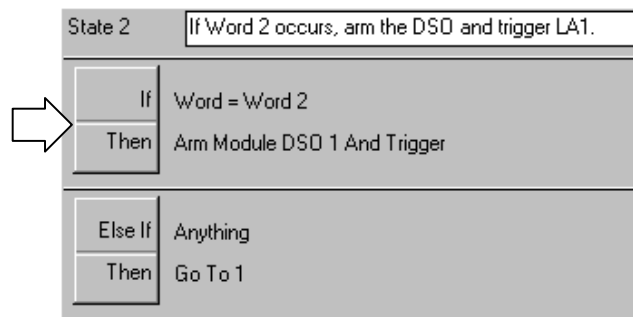 State 2 If Word 2 occurs, arm the DSO and trigger LA1.
If Word = Word 2
Then Arm Module DSO 1 And Trigger
Else If Anything
Then Go To 1